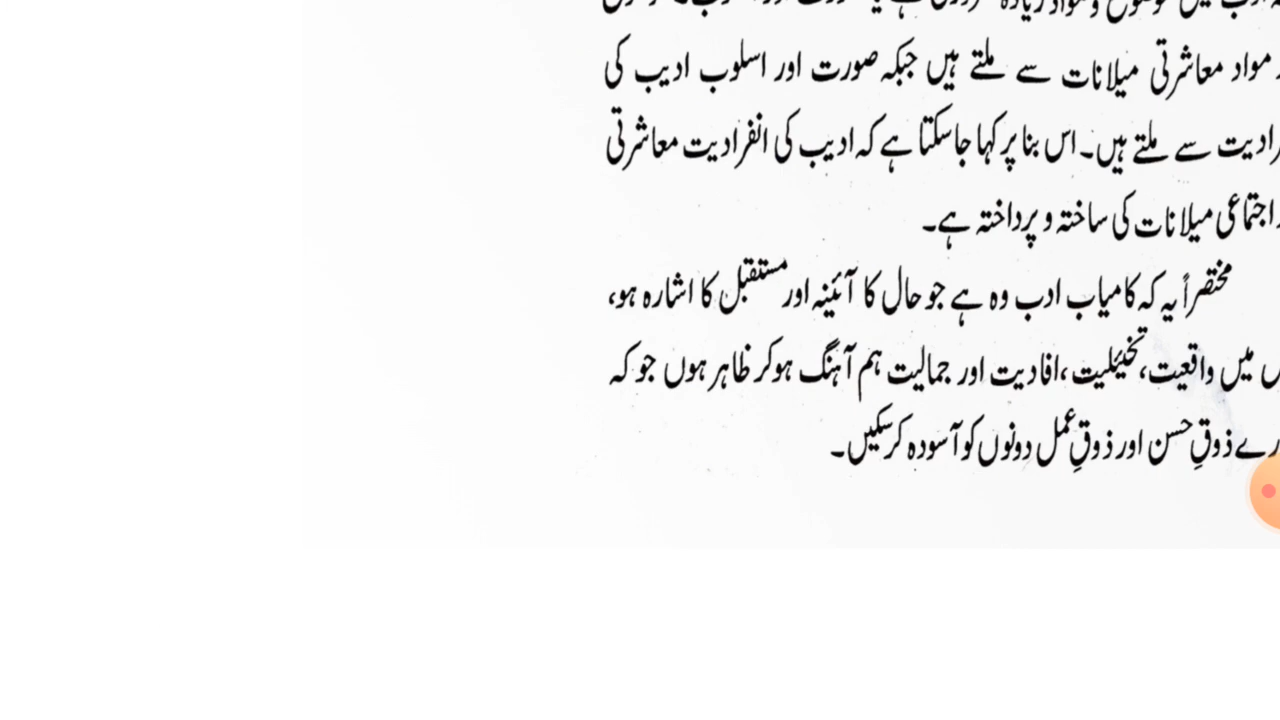 مواد معاشرتی میلانات سے ملتے ہیں جبکہ صورت اور اسلوب ادیب کی
سے ملتے ہیں۔ اس بنا پر کہا جاسکتا ہے کہ ادیب کی انفرادیت معاشرتی
اجتماعی میلانات کی ساختہ و پرداختہ ہے۔
مختصراً یہ کہ کامیاب ادب وہ ہے جو حال کا آئینہ اور مستقبل کا اشارہ ہو،
میں واقعیت، تخیئلیت، افادیت اور جمالیت ہم آہنگ ہوکر ظاہر ہوں جو کہ
ذوقِ حسن اور ذوقِ عمل دونوں کو آسودہ کرسکیں۔